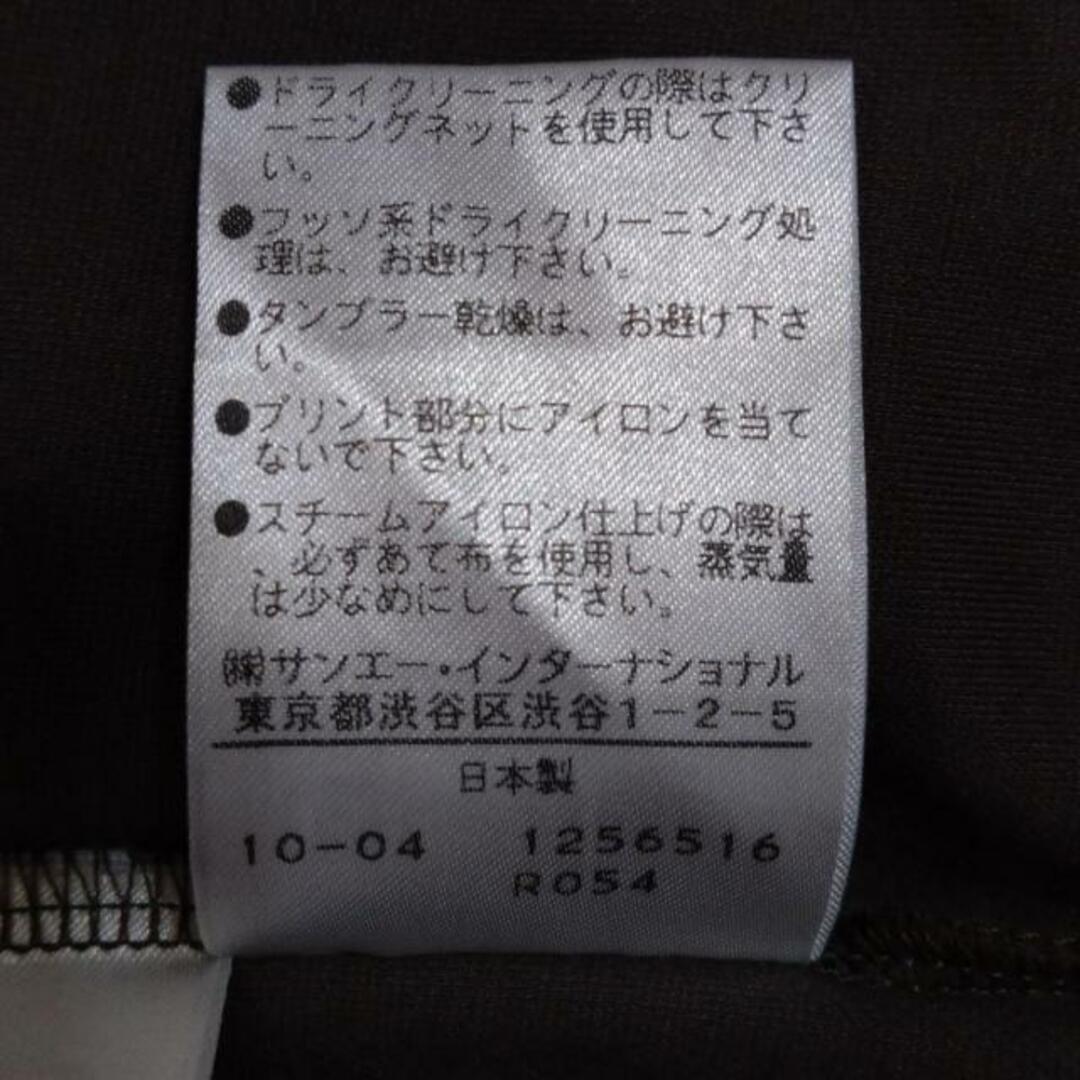 ●ドライクリーニングの際はクリ
ーニングネットを使用して下さ
い。
●フッソ系ドライクリーニング処
理は、お避け下さい。
●タンブラー乾燥は、お避け下さ
い。
●プリント部分にアイロンを当て
ないで下さい。
●スチームアイロン仕上げの際は
、必ずあて布を使用し、蒸気量
は少なめにして下さい。
㈱サンエー・インターナショナル
東京都渋谷区渋谷1-2-5
日本製
10-04 1256516
R054